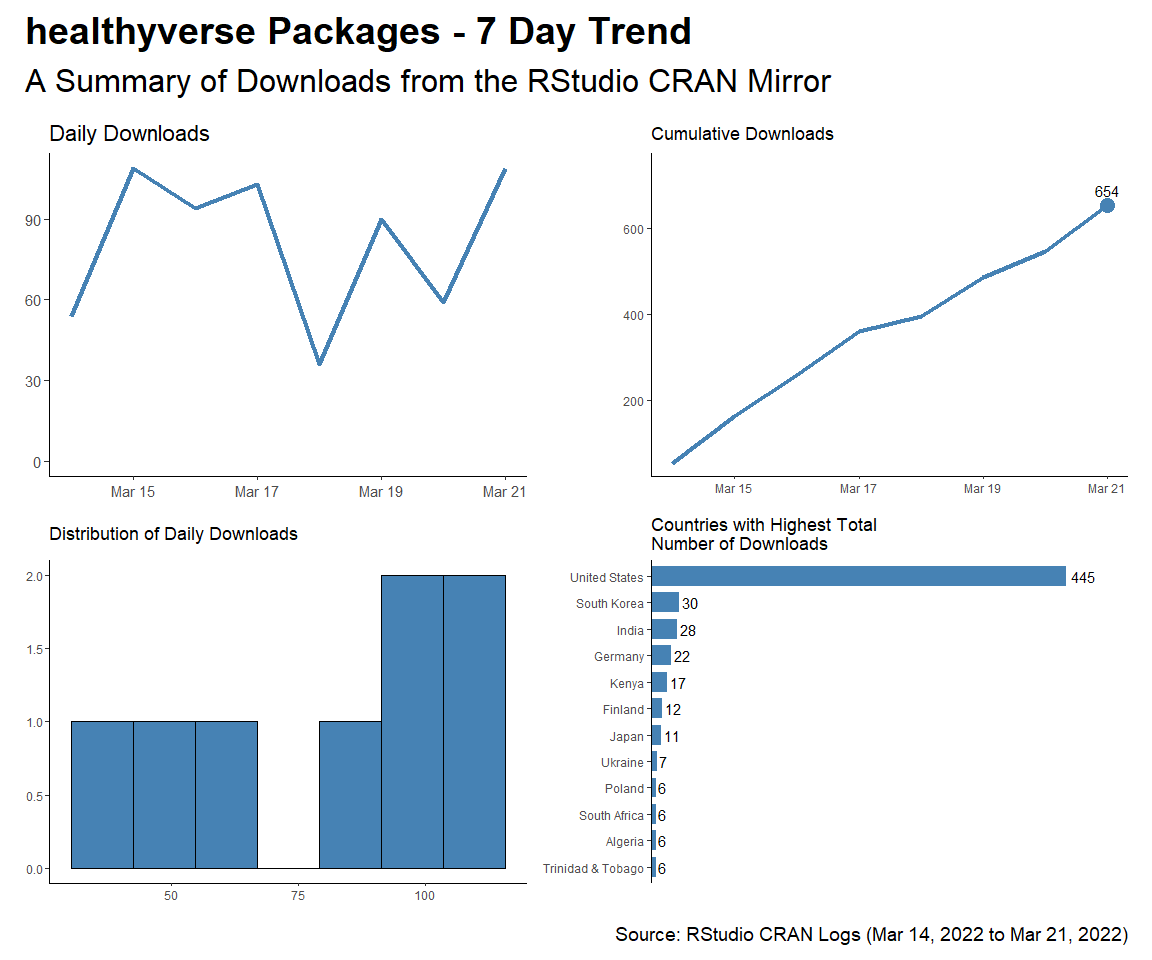 healthyverse Packages - 7 Day Trend
A Summary of Downloads from the RStudio CRAN Mirror
Daily Downloads
90
60
30
0
Mar 15
Mar 17
Mar 19
Mar 21
Cumulative Downloads
654
600
400
200
Mar 15
Mar 17
Mar 19
Mar 21
Distribution of Daily Downloads
2.0
1.5
1.0
0.5
0.0
50
75
100
Countries with Highest Total
Number of Downloads
United States 445
South Korea 30
India 28
Germany 22
Kenya 17
Finland 12
Japan 11
Ukraine 7
Poland 6
South Africa 6
Algeria 6
Trinidad & Tobago 6
Source: RStudio CRAN Logs (Mar 14, 2022 to Mar 21, 2022)